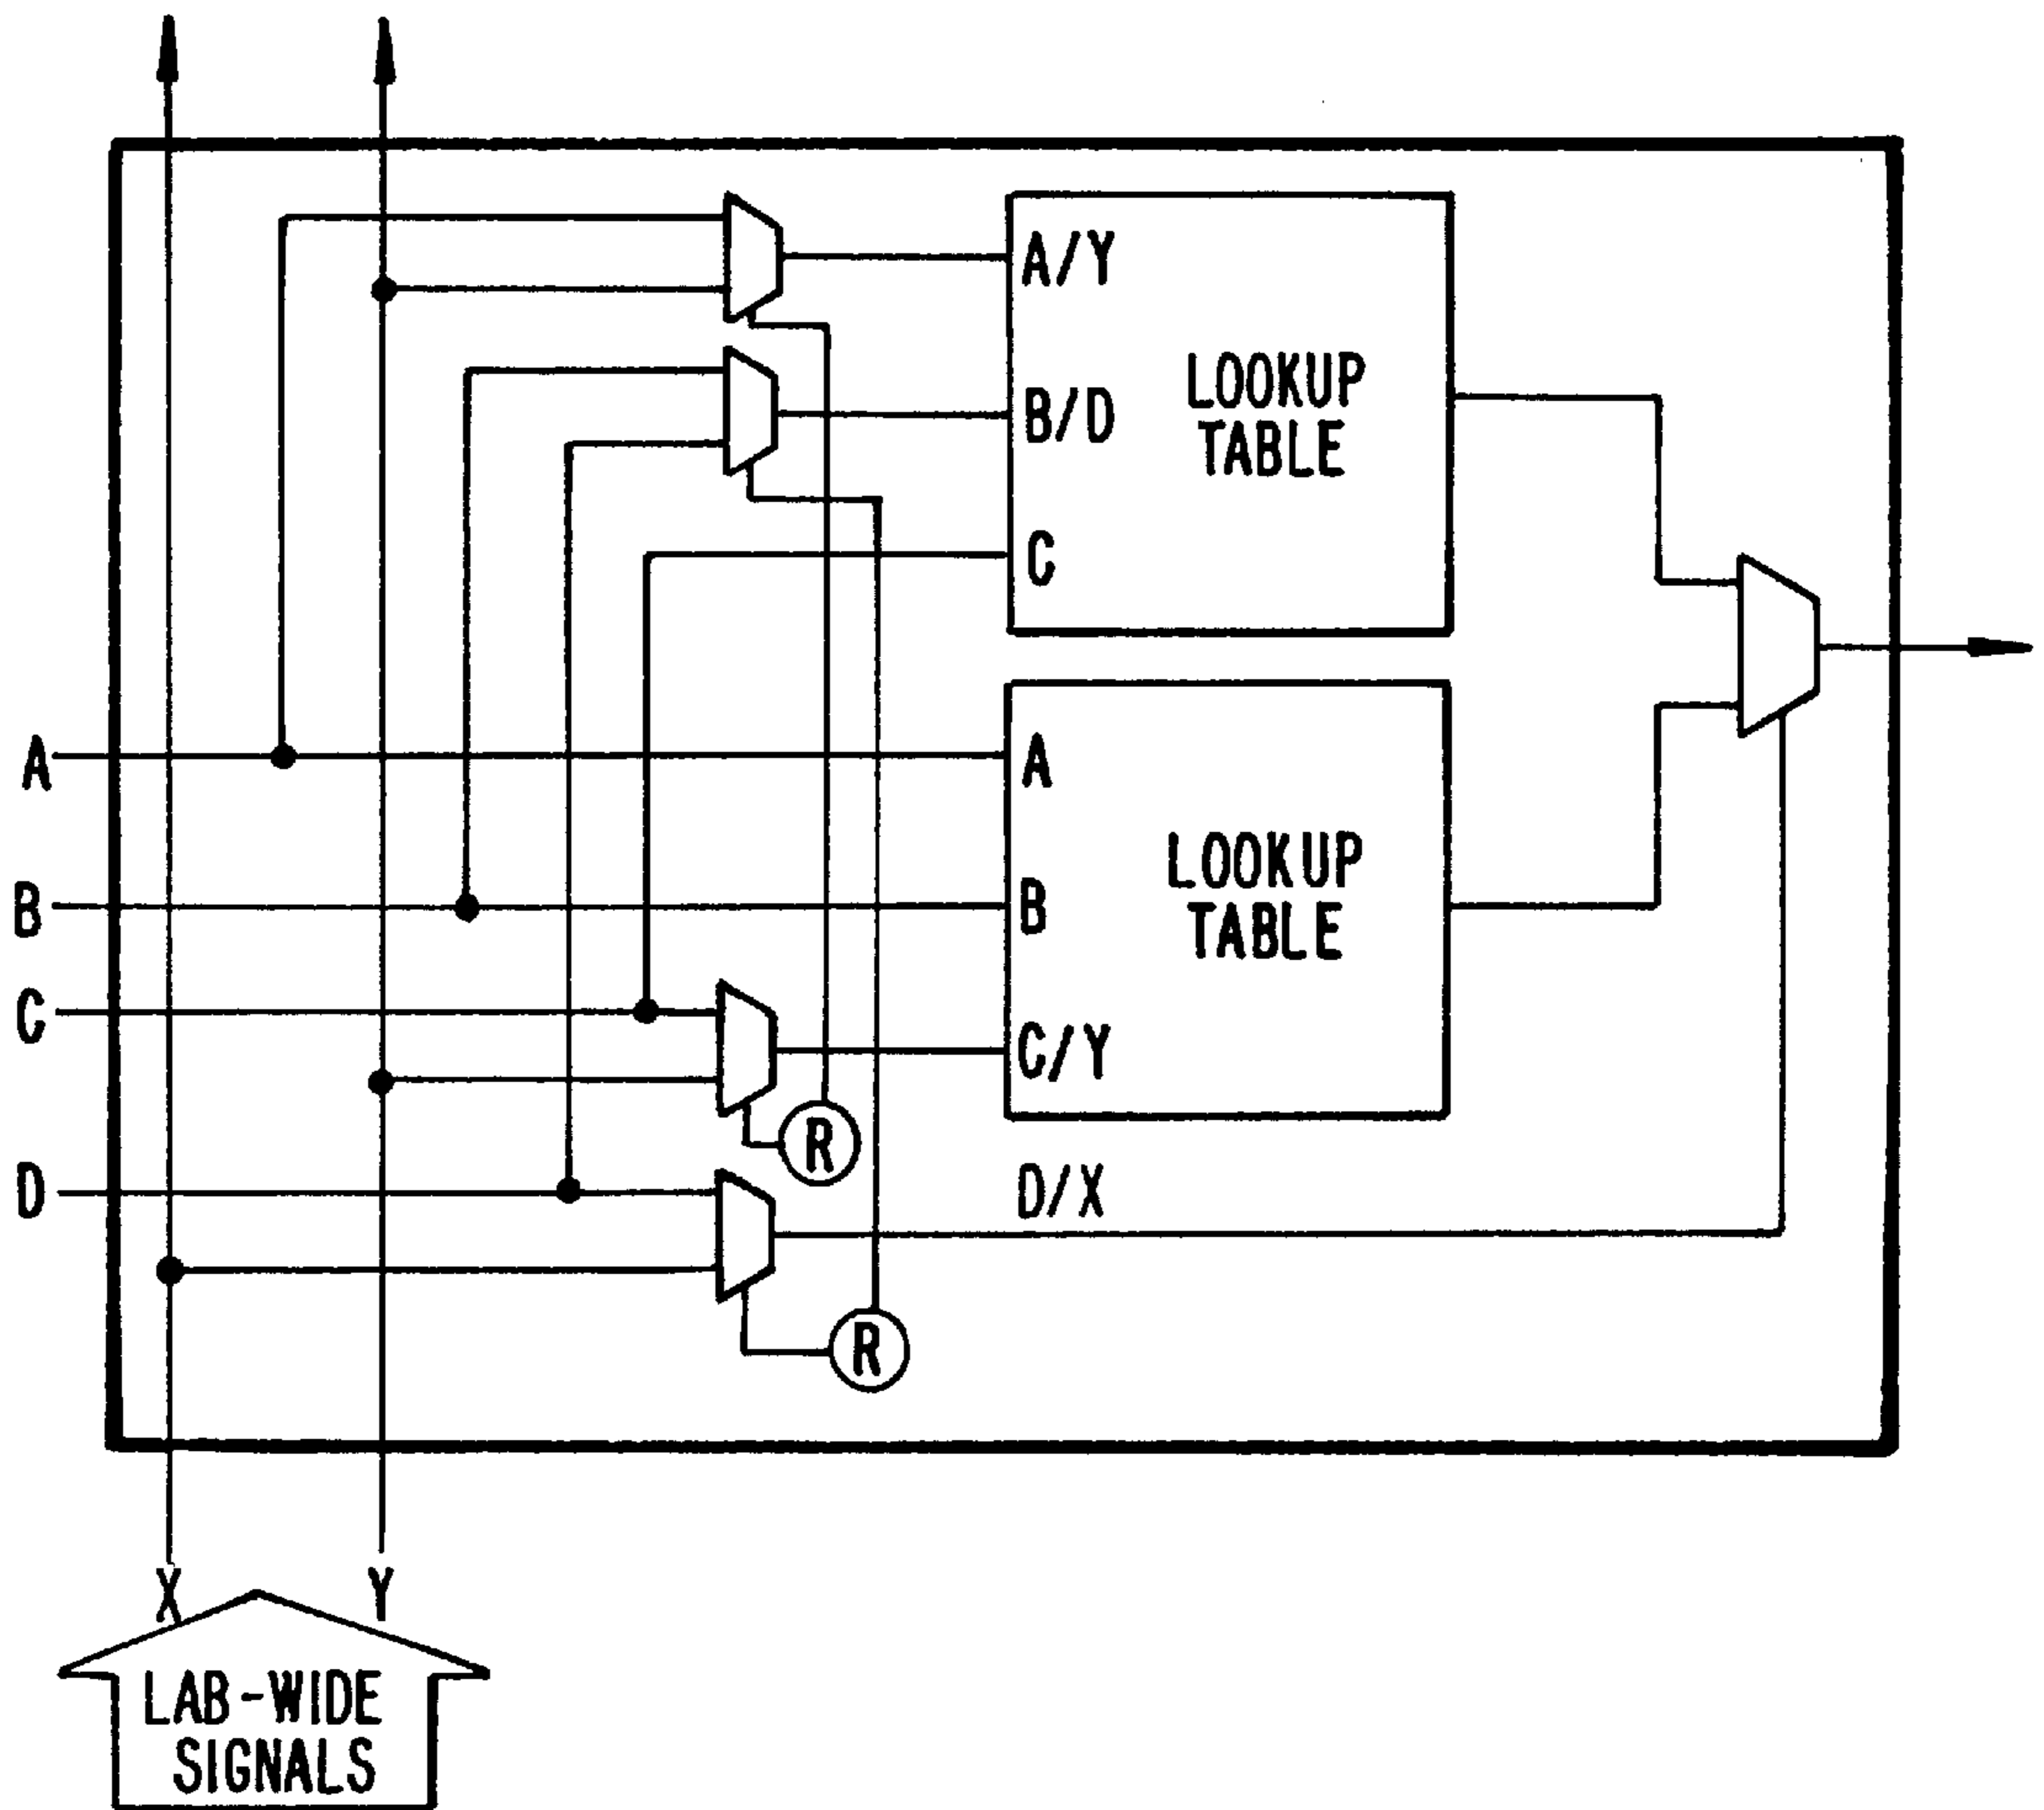 A/Y
B/D
LOOKUP
TABLE
C
A
A
LOOKUP
TABLE
B
B
C
C/Y
R
D
D/X
R
X
Y
LAB-WIDE
SIGNALS